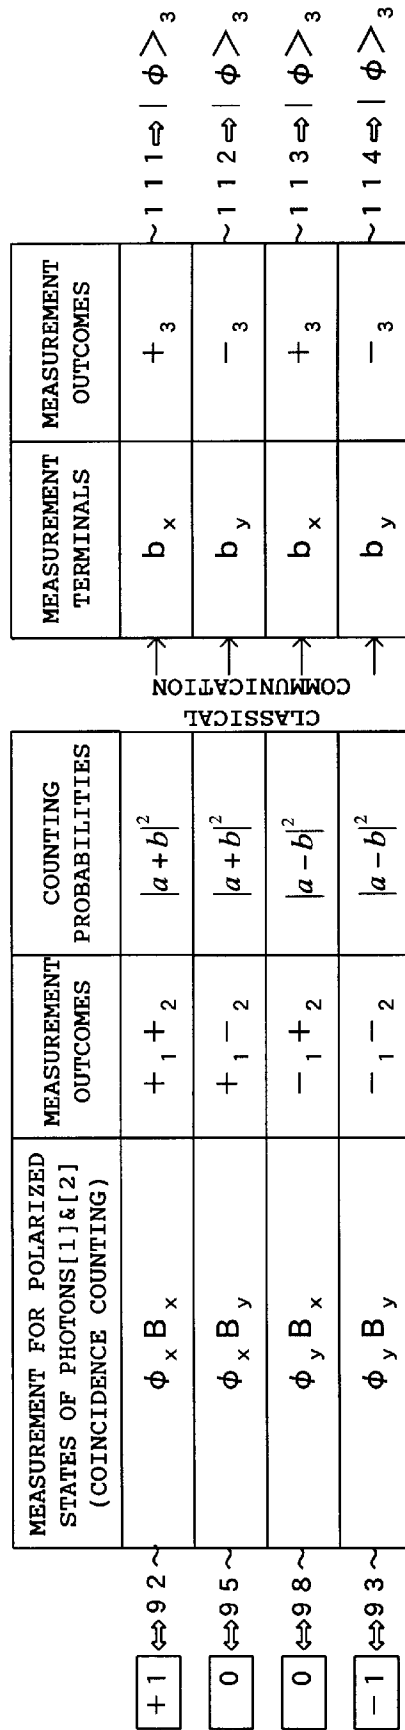 MEASUREMENT FOR POLARIZED STATES OF PHOTONS[1]&[2] (COINCIDENCE COUNTING) | MEASUREMENT OUTCOMES | COUNTING PROBABILITIES | MEASUREMENT TERMINALS | MEASUREMENT OUTCOMES
+1 ⇔92~ ϕx Bx | +1 +2 | |a+b|² | ← bx | +3 ~111⇨|ϕ>3
0 ⇔95~ ϕx By | +1 −2 | |a+b|² | ← by | −3 ~112⇨|ϕ>3
0 ⇔98~ ϕy Bx | −1 +2 | |a−b|² | ← bx | +3 ~113⇨|ϕ>3
−1 ⇔93~ ϕy By | −1 −2 | |a−b|² | ← by | −3 ~114⇨|ϕ>3
CLASSICAL
COMMUNICATION